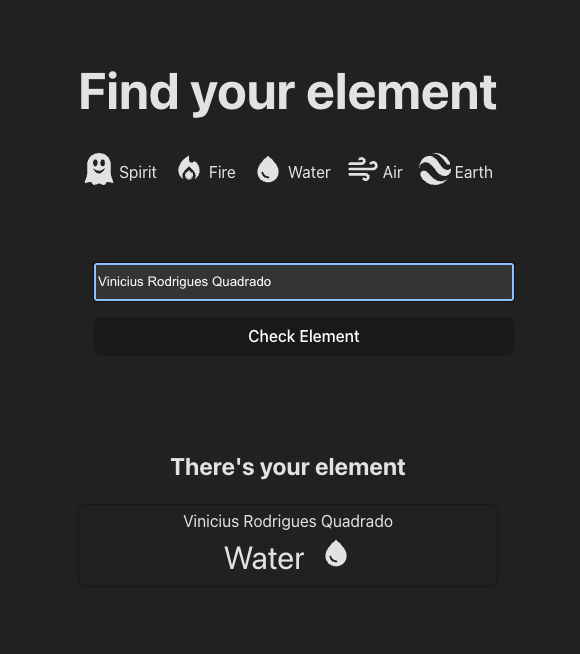 Find your element
Spirit Fire Water Air Earth
Vinicius Rodrigues Quadrado
Check Element
There's your element
Vinicius Rodrigues Quadrado
Water